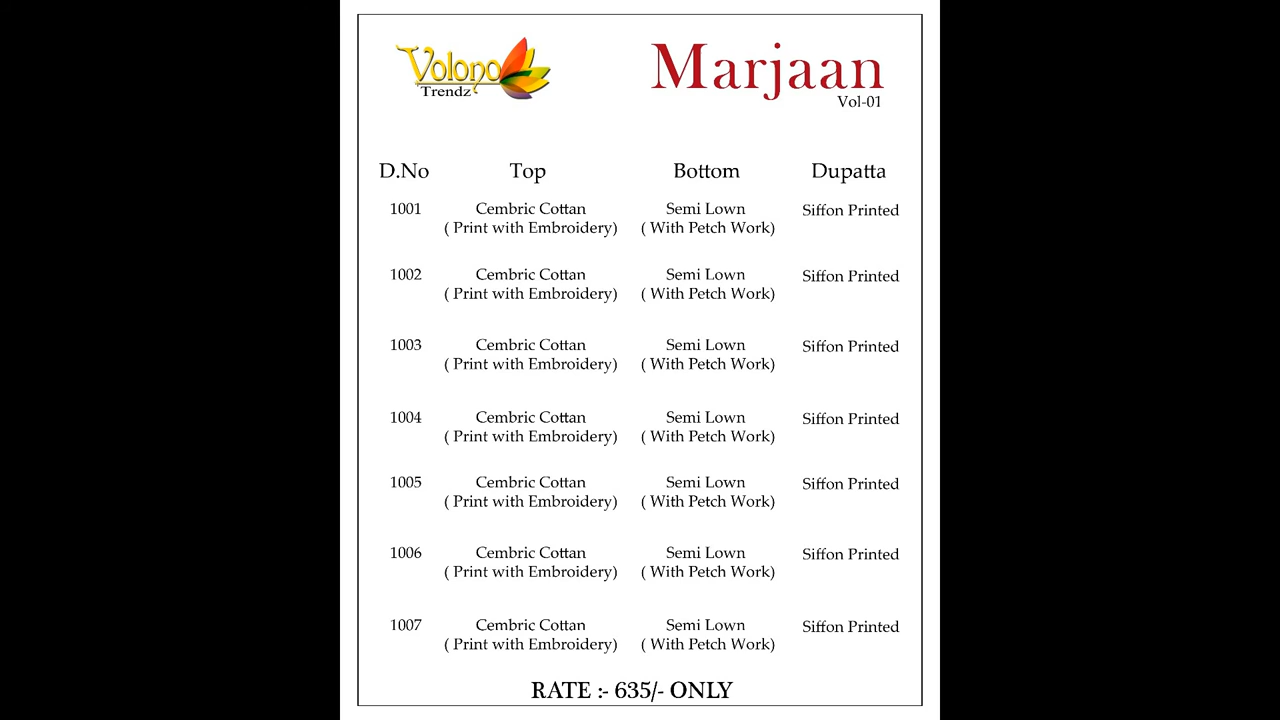 Volono
Trendz
Marjaan
Vol-01
D.No Top Bottom Dupatta
1001 Cembric Cottan Semi Lown Siffon Printed
( Print with Embroidery) ( With Petch Work)
1002 Cembric Cottan Semi Lown Siffon Printed
( Print with Embroidery) ( With Petch Work)
1003 Cembric Cottan Semi Lown Siffon Printed
( Print with Embroidery) ( With Petch Work)
1004 Cembric Cottan Semi Lown Siffon Printed
( Print with Embroidery) ( With Petch Work)
1005 Cembric Cottan Semi Lown Siffon Printed
( Print with Embroidery) ( With Petch Work)
1006 Cembric Cottan Semi Lown Siffon Printed
( Print with Embroidery) ( With Petch Work)
1007 Cembric Cottan Semi Lown Siffon Printed
( Print with Embroidery) ( With Petch Work)
RATE :- 635/- ONLY